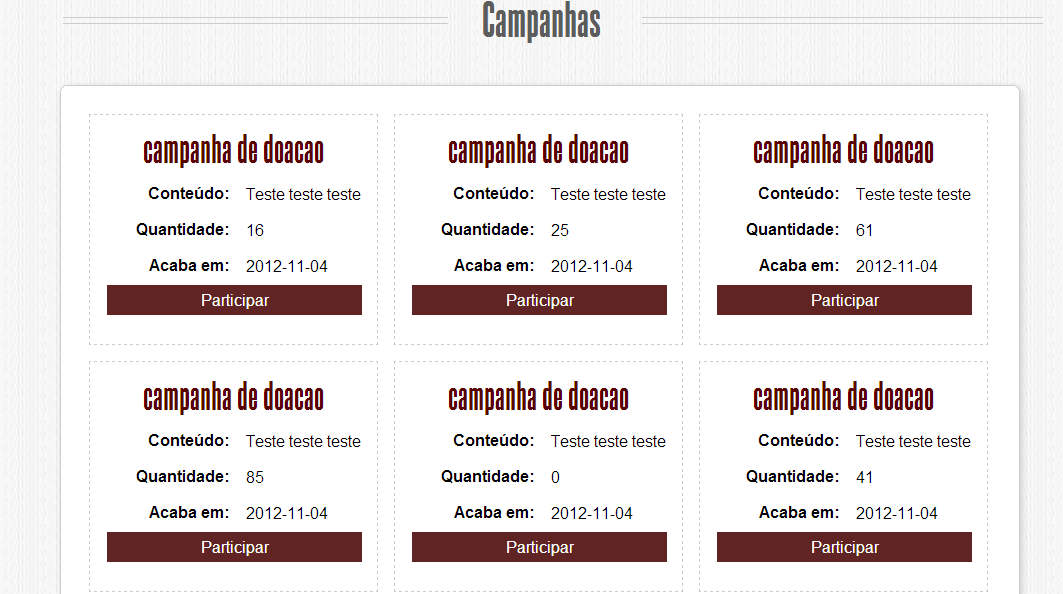 Campanhas
campanha de doacao
Conteúdo: Teste teste teste
Quantidade: 16
Acaba em: 2012-11-04
Participar
campanha de doacao
Conteúdo: Teste teste teste
Quantidade: 25
Acaba em: 2012-11-04
Participar
campanha de doacao
Conteúdo: Teste teste teste
Quantidade: 61
Acaba em: 2012-11-04
Participar
campanha de doacao
Conteúdo: Teste teste teste
Quantidade: 85
Acaba em: 2012-11-04
Participar
campanha de doacao
Conteúdo: Teste teste teste
Quantidade: 0
Acaba em: 2012-11-04
Participar
campanha de doacao
Conteúdo: Teste teste teste
Quantidade: 41
Acaba em: 2012-11-04
Participar